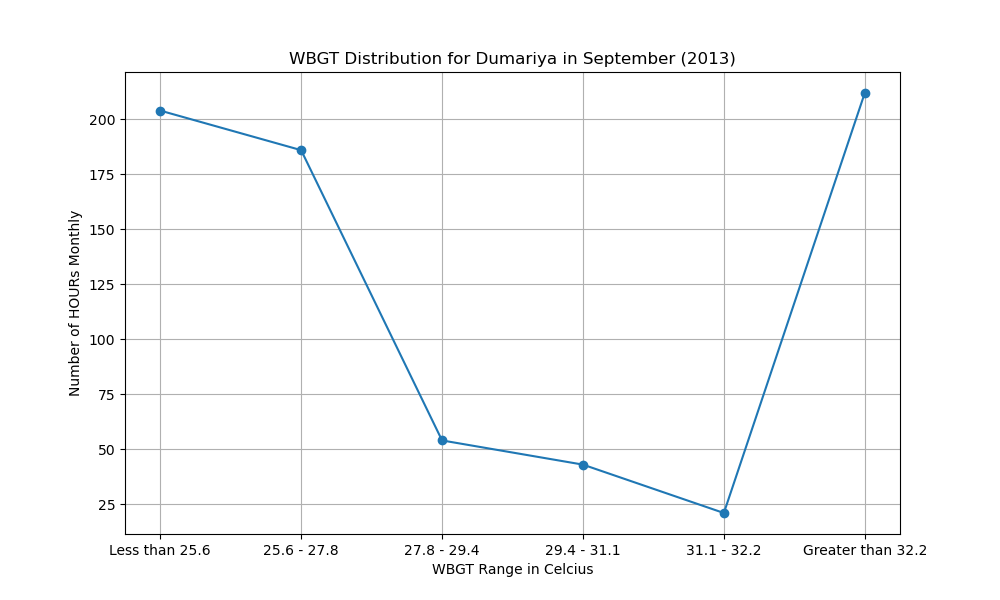 WBGT Distribution for Dumariya in September (2013)
Number of HOURs Monthly
200
175
150
125
100
75
50
25
Less than 25.6 25.6 - 27.8 27.8 - 29.4 29.4 - 31.1 31.1 - 32.2 Greater than 32.2
WBGT Range in Celcius